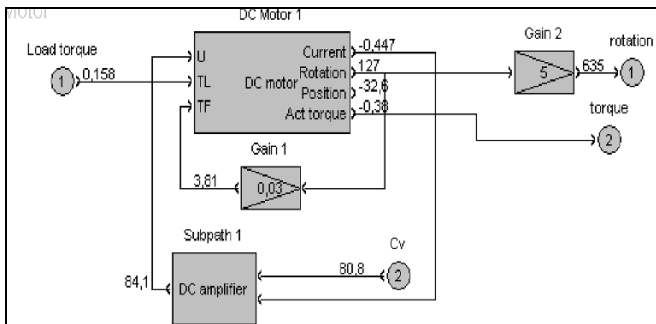 Motor
DC Motor 1
Load torque
1
0,158
U
TL
TF
DC motor
Current
Rotation
Position
Act torque
-0,447
127
-32,6
-0,38
Gain 2
5
635
rotation
1
torque
2
Gain 1
3,81
0,03
Subpath 1
84,1
DC amplifier
80,8
Cv
2